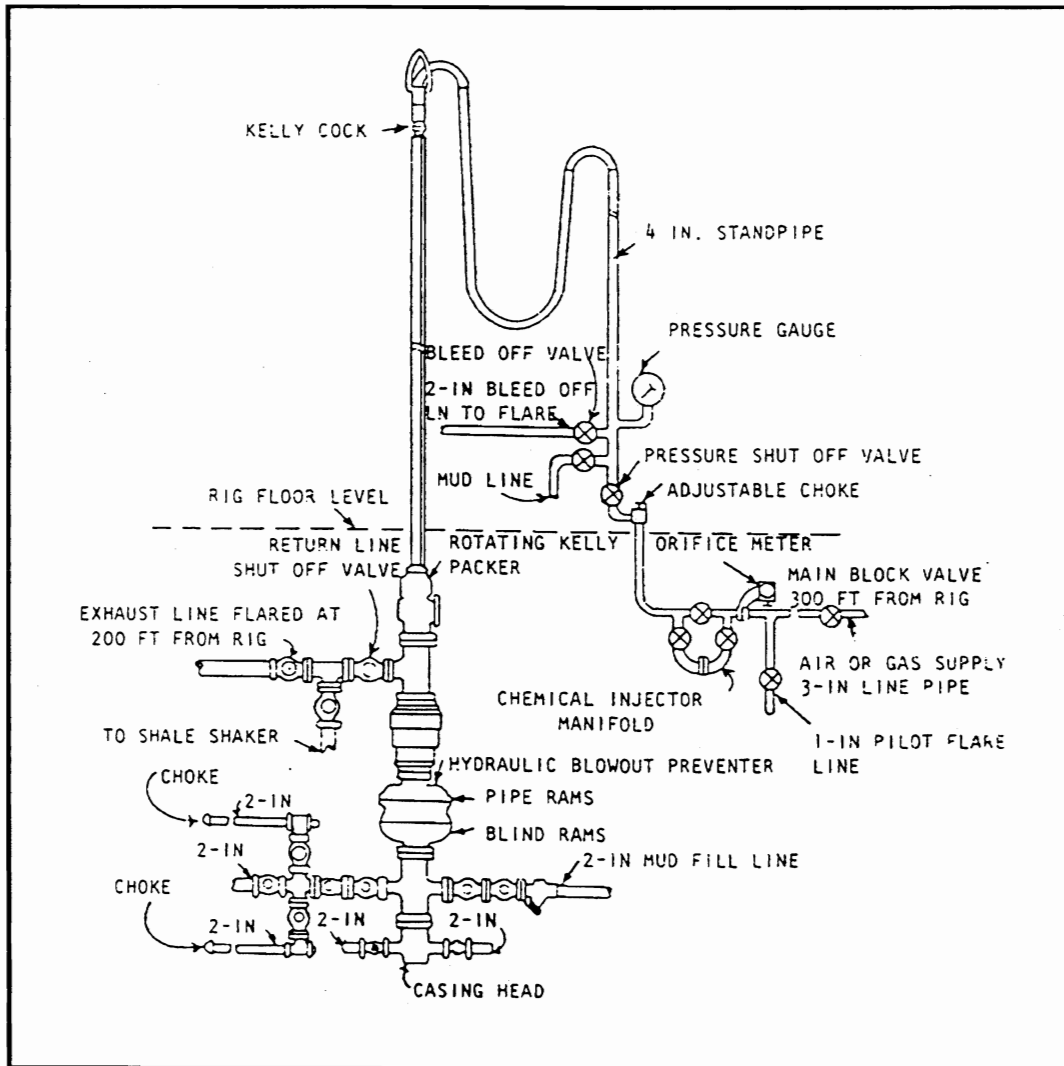 KELLY COCK
4 IN. STANDPIPE
PRESSURE GAUGE
BLEED OFF VALVE
2-IN BLEED OFF
LN TO FLARE
MUD LINE
PRESSURE SHUT OFF VALVE
ADJUSTABLE CHOKE
RIG FLOOR LEVEL
RETURN LINE
SHUT OFF VALVE
ROTATING KELLY
PACKER
ORIFICE METER
MAIN BLOCK VALVE
300 FT FROM RIG
EXHAUST LINE FLARED AT
200 FT FROM RIG
AIR OR GAS SUPPLY
3-IN LINE PIPE
CHEMICAL INJECTOR
MANIFOLD
1-IN PILOT FLARE
LINE
TO SHALE SHAKER
HYDRAULIC BLOWOUT PREVENTER
CHOKE
2-IN
PIPE RAMS
BLIND RAMS
2-IN
2-IN MUD FILL LINE
CHOKE
2-IN
2-IN
2-IN
CASING HEAD